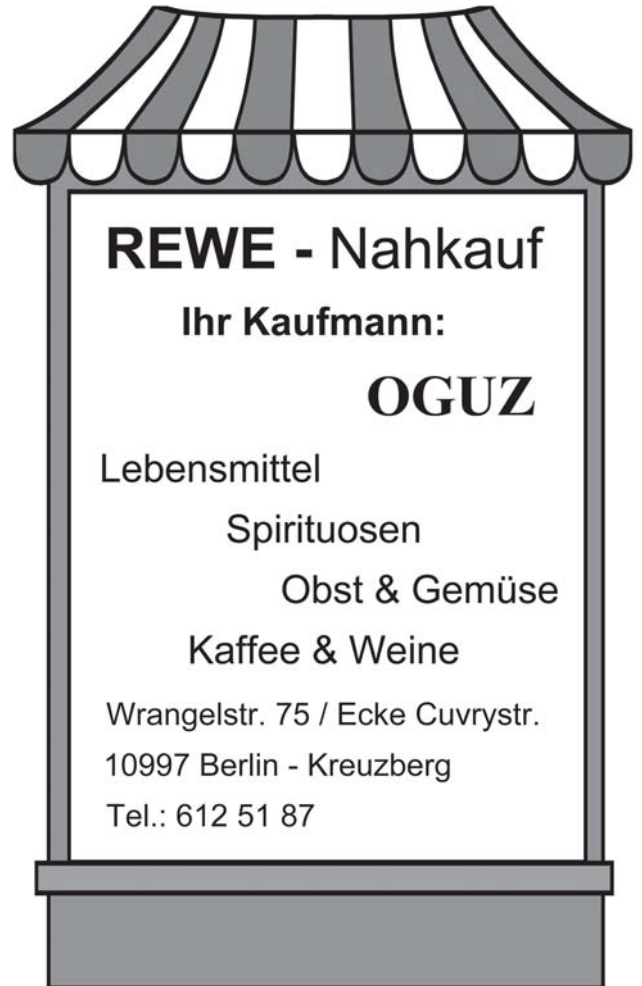 REWE - Nahkauf
Ihr Kaufmann:
OGUZ
Lebensmittel
Spirituosen
Obst & Gemüse
Kaffee & Weine
Wrangelstr. 75 / Ecke Cuvrystr.
10997 Berlin - Kreuzberg
Tel.: 612 51 87